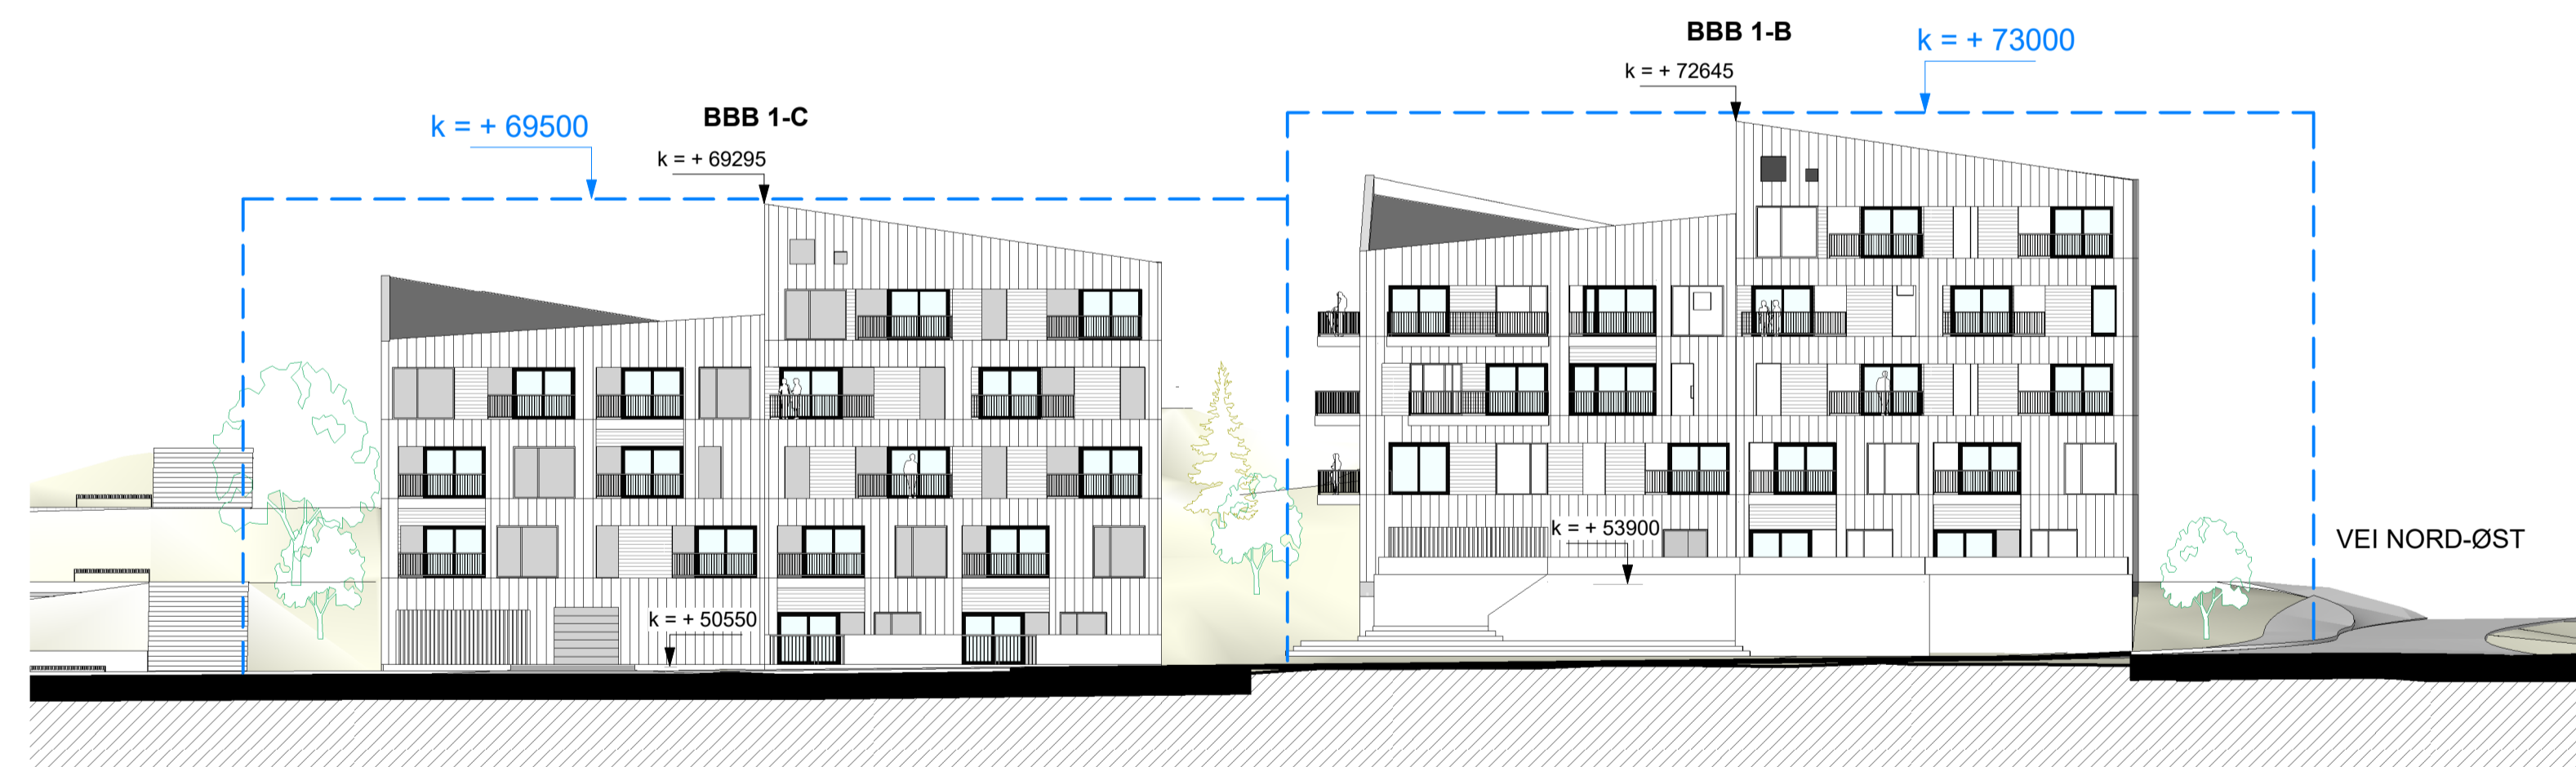 BBB 1-B
k = + 73000
k = + 72645
BBB 1-C
k = + 69500
k = + 69295
k = + 53900
VEI NORD-ØST
k = + 50550